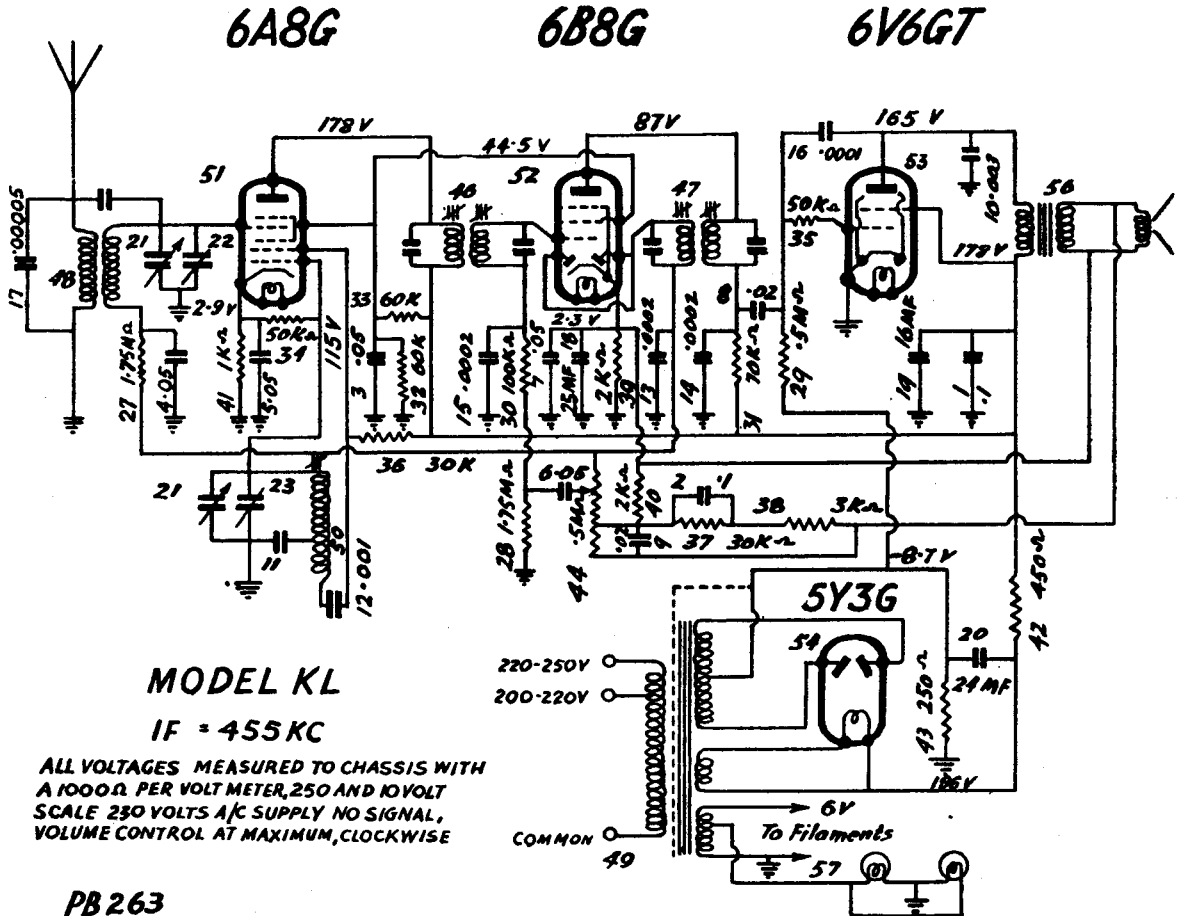 6A8G
6B8G
6V6GT
178 V
87V
165 V
44.5 V
51
52
53
16 .0001
10 .003
56
46
47
17 .00005
48
21
22
50KΩ
35
178V
2.9V
33
60K
2.3 V
8
.02
27 1.75MΩ
4 .05
41 1KΩ
5 .05
50KΩ
34
115V
3 .05
32 60K
15 .0002
30 100KΩ
7 .05
18
25MF
2KΩ
39
13 .0002
14 .0002
70KΩ
31
29 .5MΩ
19 16MF
1 .1
36 30K
21
23
11
50
12 .001
28 1.75MΩ
6 .05
.5MΩ
44
2KΩ
40
.02 9
2 .1
37 30KΩ
38 3KΩ
-8.7V
450Ω
42
5Y3G
54
20
24MF
43 250Ω
196V
220-250V
200-220V
COMMON
49
6V
To Filaments
57
MODEL KL
IF = 455KC
ALL VOLTAGES MEASURED TO CHASSIS WITH
A 1000Ω PER VOLT METER, 250 AND 10 VOLT
SCALE 230 VOLTS A/C SUPPLY NO SIGNAL,
VOLUME CONTROL AT MAXIMUM, CLOCKWISE
PB 263